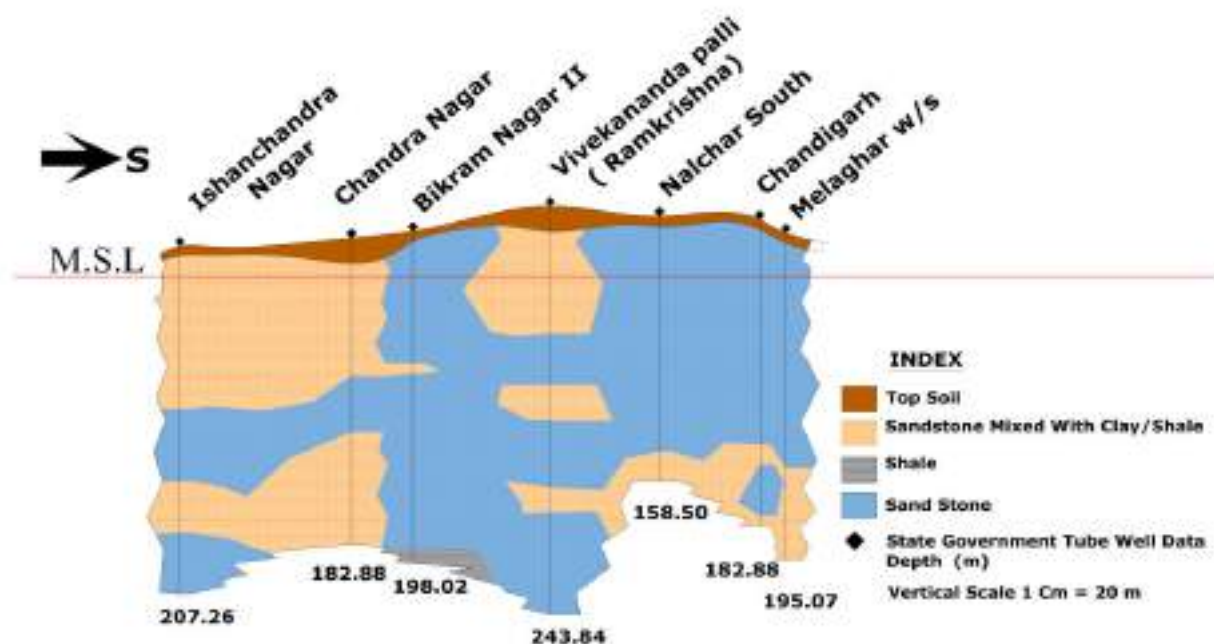 S
Ishanchandra
Nagar
Chandra Nagar
Bikram Nagar II
Vivekananda palli
( Ramkrishna)
Nalchar South
Chandigarh
Melaghar w/s
M.S.L
INDEX
Top Soil
Sandstone Mixed With Clay/Shale
Shale
Sand Stone
State Government Tube Well Data
Depth (m)
Vertical Scale 1 Cm = 20 m
207.26
182.88
198.02
243.84
158.50
182.88
195.07